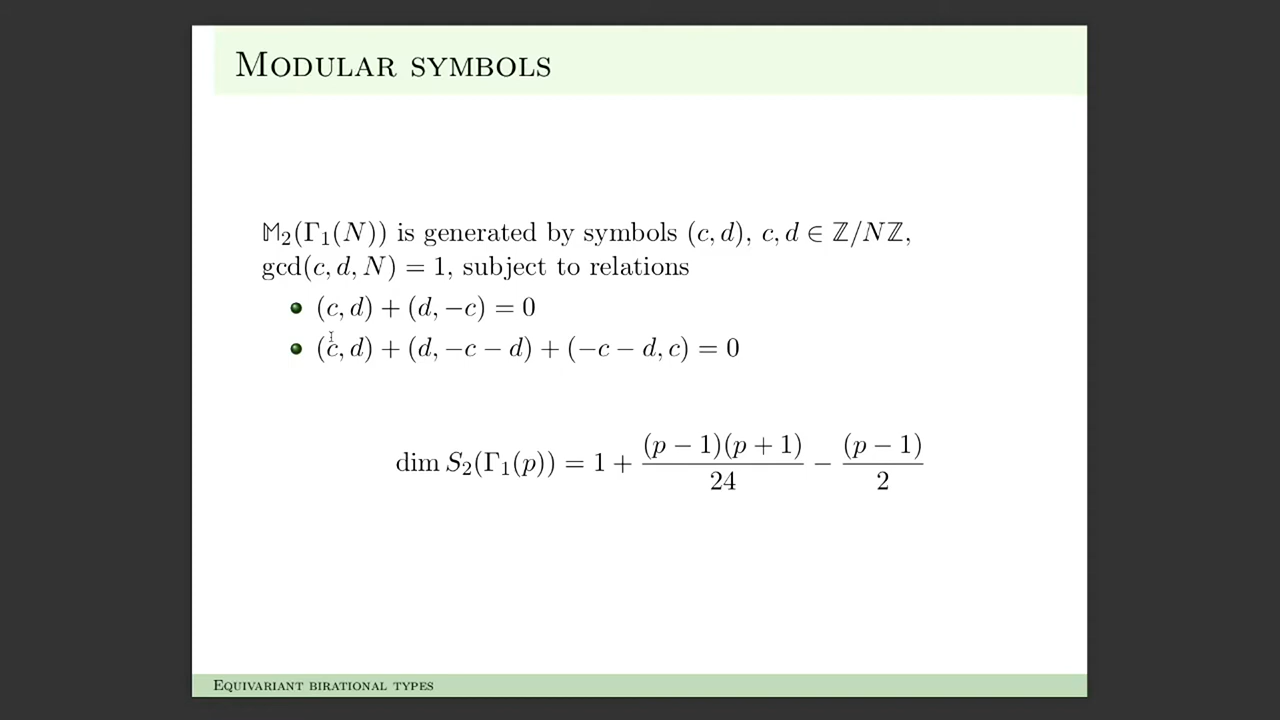 Modular symbols
𝕄₂(Γ₁(N)) is generated by symbols (c, d), c, d ∈ ℤ/Nℤ,
gcd(c, d, N) = 1, subject to relations
• (c, d) + (d, −c) = 0
• (c, d) + (d, −c − d) + (−c − d, c) = 0
dim S₂(Γ₁(p)) = 1 + (p − 1)(p + 1)/24 − (p − 1)/2
Equivariant birational types